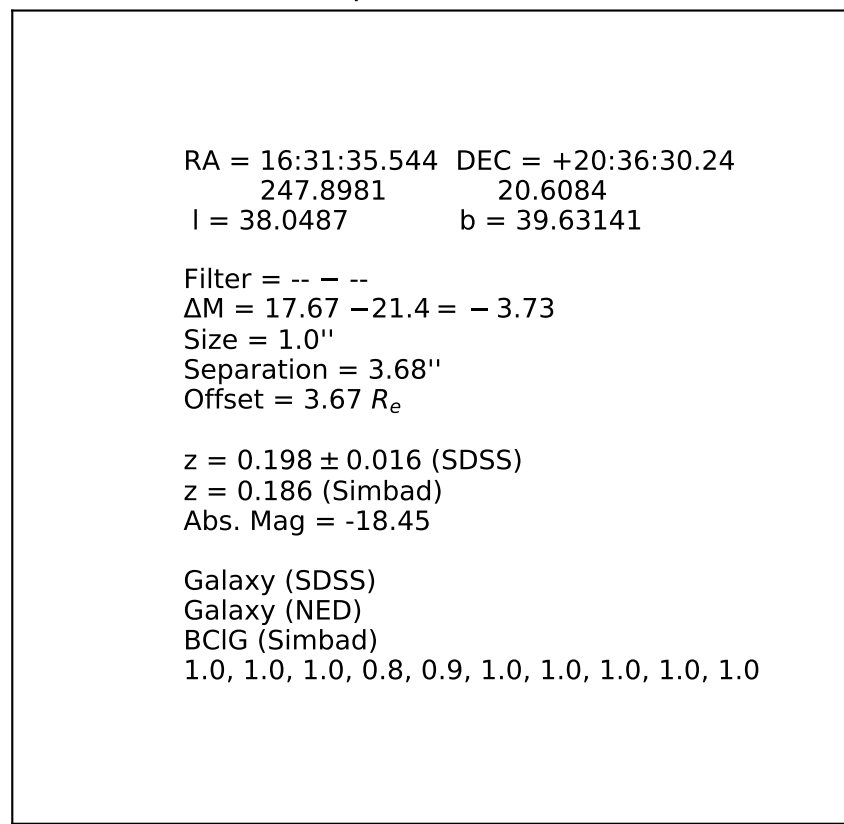 RA = 16:31:35.544  DEC = +20:36:30.24
247.8981  20.6084
l = 38.0487  b = 39.63141
Filter = -- − --
ΔM = 17.67 −21.4 = − 3.73
Size = 1.0''
Separation = 3.68''
Offset = 3.67 Re
z = 0.198 ± 0.016 (SDSS)
z = 0.186 (Simbad)
Abs. Mag = -18.45
Galaxy (SDSS)
Galaxy (NED)
BClG (Simbad)
1.0, 1.0, 1.0, 0.8, 0.9, 1.0, 1.0, 1.0, 1.0, 1.0